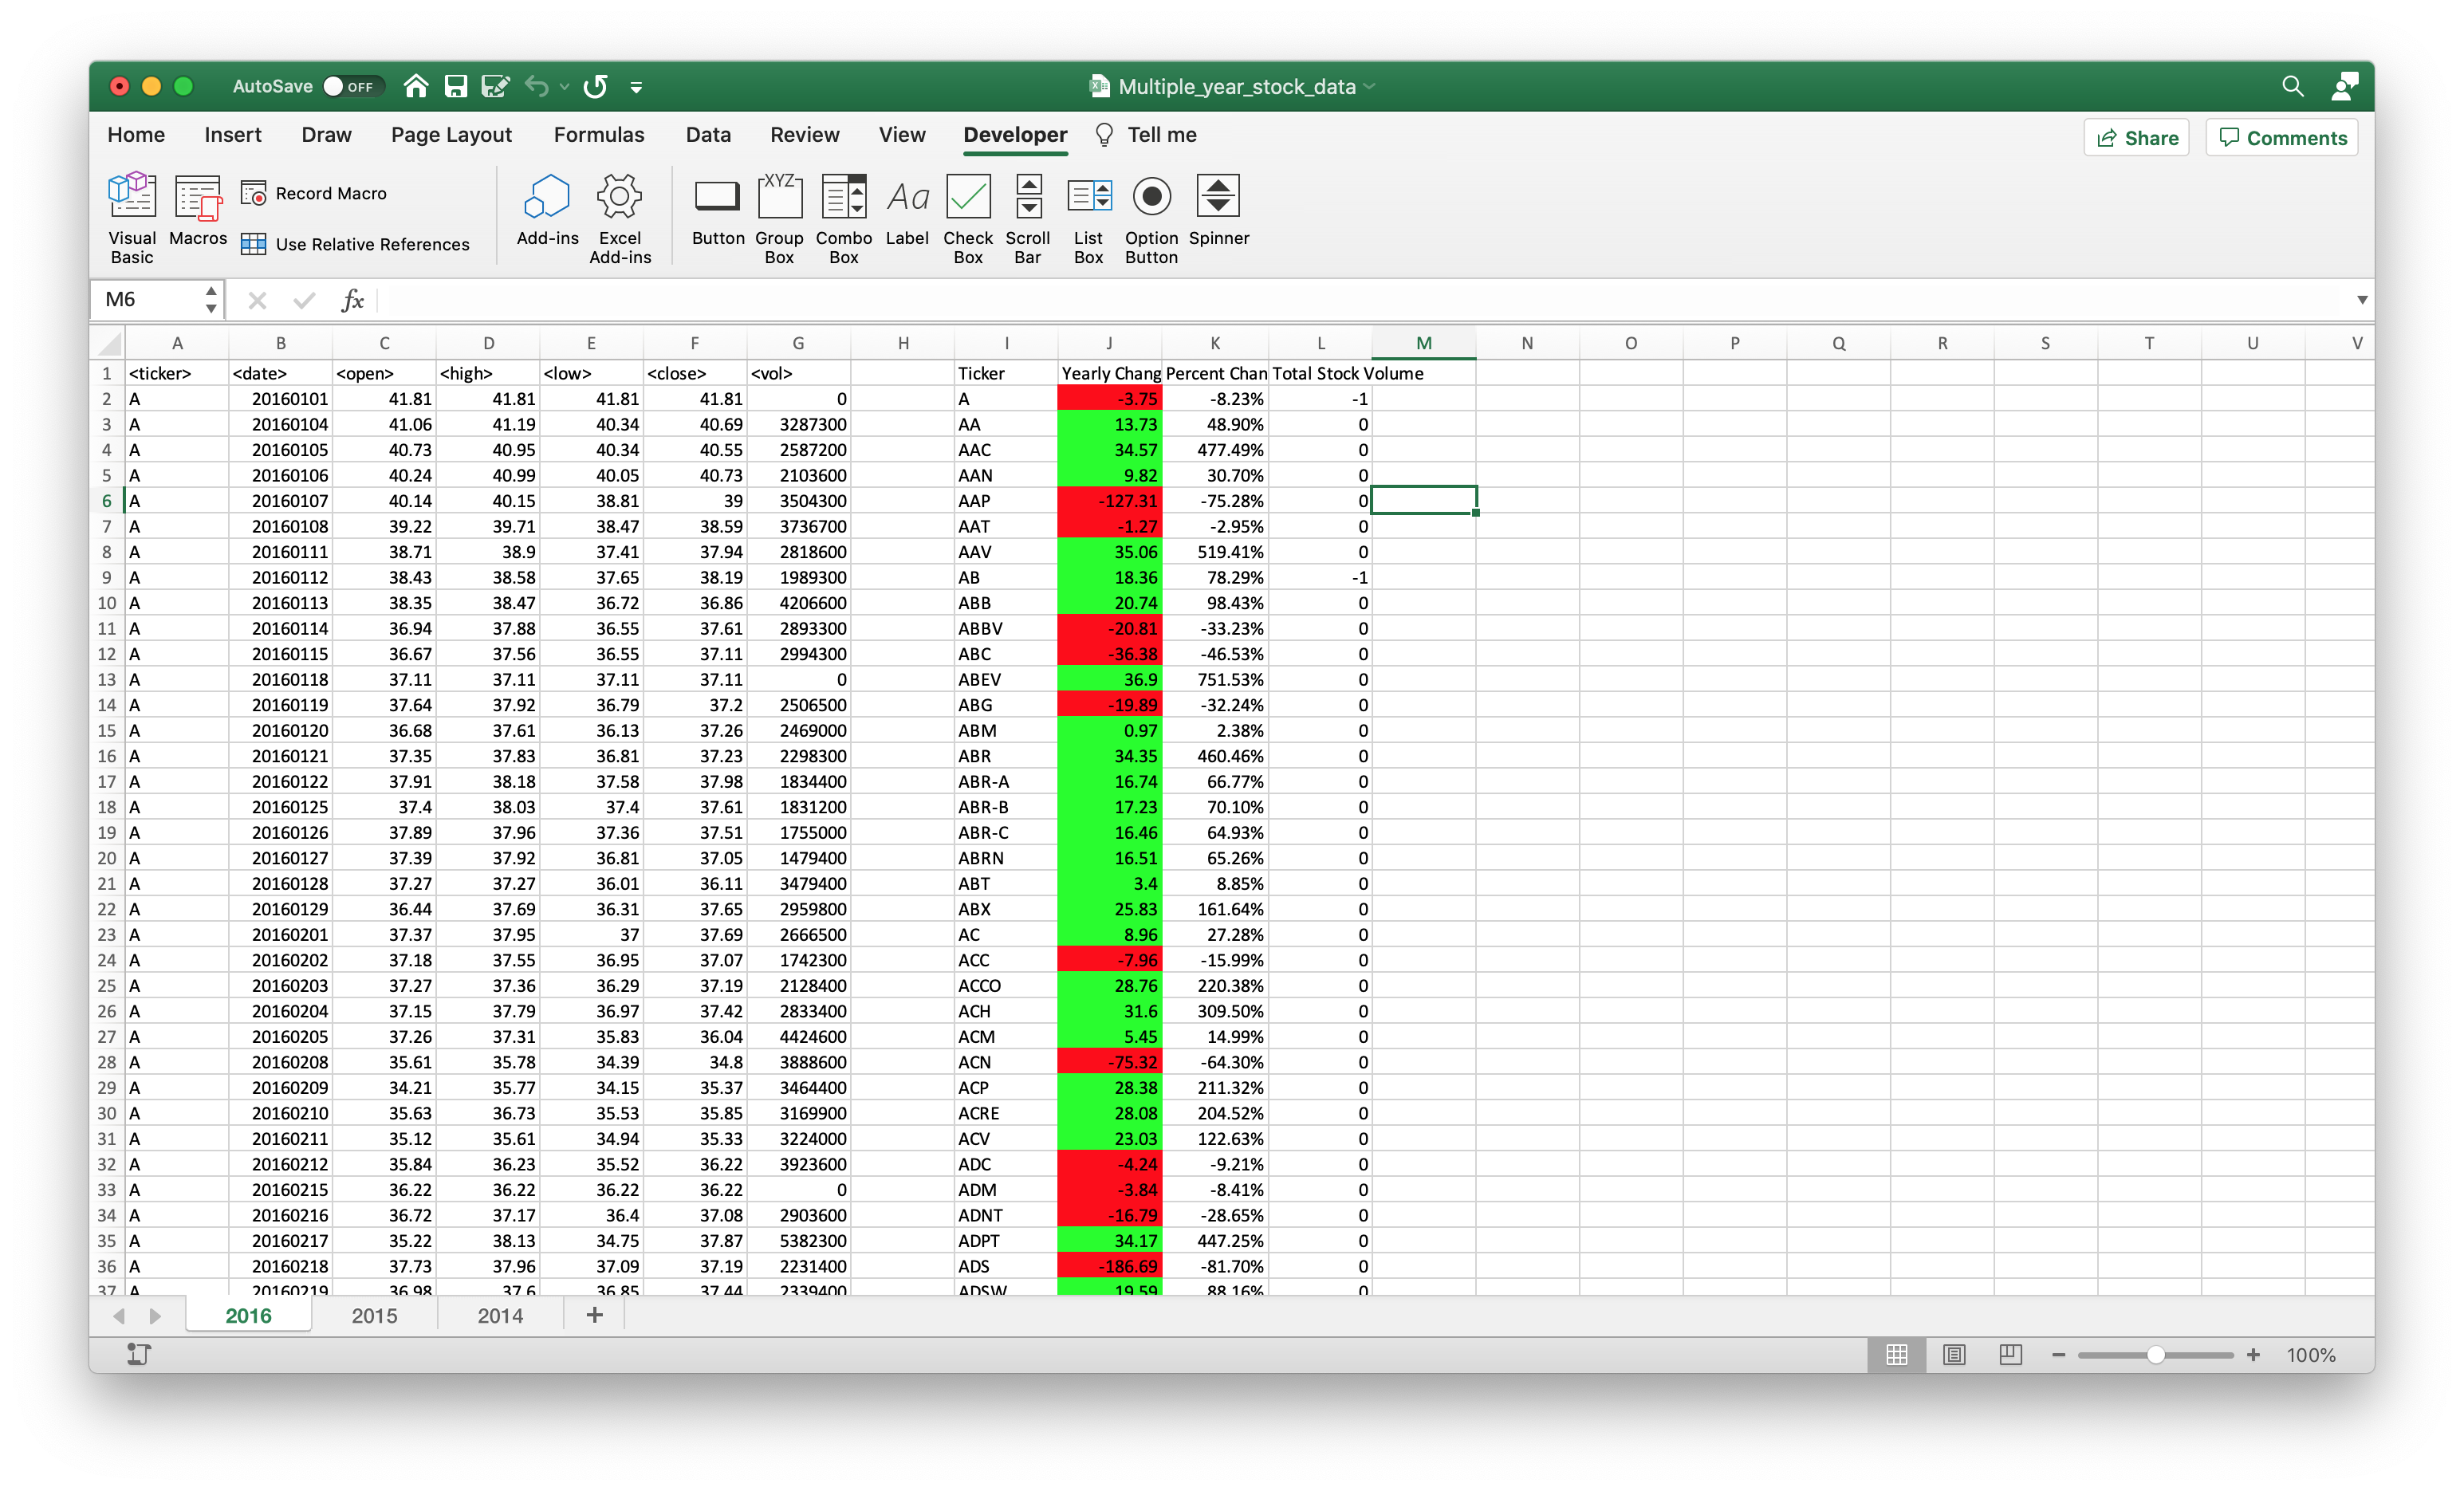 AutoSave OFF Multiple_year_stock_data
Home Insert Draw Page Layout Formulas Data Review View Developer Tell me Share Comments
Visual Basic Macros Record Macro Use Relative References Add-ins Excel Add-ins Button Group Box Combo Box Label Check Box Scroll Bar List Box Option Button Spinner
XYZ Aa
M6 fx
A B C D E F G H I J K L M N O P Q R S T U V
1 <ticker> <date> <open> <high> <low> <close> <vol> Ticker Yearly Chang Percent Chan Total Stock Volume
2 A 20160101 41.81 41.81 41.81 41.81 0 A -3.75 -8.23% -1
3 A 20160104 41.06 41.19 40.34 40.69 3287300 AA 13.73 48.90% 0
4 A 20160105 40.73 40.95 40.34 40.55 2587200 AAC 34.57 477.49% 0
5 A 20160106 40.24 40.99 40.05 40.73 2103600 AAN 9.82 30.70% 0
6 A 20160107 40.14 40.15 38.81 39 3504300 AAP -127.31 -75.28% 0
7 A 20160108 39.22 39.71 38.47 38.59 3736700 AAT -1.27 -2.95% 0
8 A 20160111 38.71 38.9 37.41 37.94 2818600 AAV 35.06 519.41% 0
9 A 20160112 38.43 38.58 37.65 38.19 1989300 AB 18.36 78.29% -1
10 A 20160113 38.35 38.47 36.72 36.86 4206600 ABB 20.74 98.43% 0
11 A 20160114 36.94 37.88 36.55 37.61 2893300 ABBV -20.81 -33.23% 0
12 A 20160115 36.67 37.56 36.55 37.11 2994300 ABC -36.38 -46.53% 0
13 A 20160118 37.11 37.11 37.11 37.11 0 ABEV 36.9 751.53% 0
14 A 20160119 37.64 37.92 36.79 37.2 2506500 ABG -19.89 -32.24% 0
15 A 20160120 36.68 37.61 36.13 37.26 2469000 ABM 0.97 2.38% 0
16 A 20160121 37.35 37.83 36.81 37.23 2298300 ABR 34.35 460.46% 0
17 A 20160122 37.91 38.18 37.58 37.98 1834400 ABR-A 16.74 66.77% 0
18 A 20160125 37.4 38.03 37.4 37.61 1831200 ABR-B 17.23 70.10% 0
19 A 20160126 37.89 37.96 37.36 37.51 1755000 ABR-C 16.46 64.93% 0
20 A 20160127 37.39 37.92 36.81 37.05 1479400 ABRN 16.51 65.26% 0
21 A 20160128 37.27 37.27 36.01 36.11 3479400 ABT 3.4 8.85% 0
22 A 20160129 36.44 37.69 36.31 37.65 2959800 ABX 25.83 161.64% 0
23 A 20160201 37.37 37.95 37 37.69 2666500 AC 8.96 27.28% 0
24 A 20160202 37.18 37.55 36.95 37.07 1742300 ACC -7.96 -15.99% 0
25 A 20160203 37.27 37.36 36.29 37.19 2128400 ACCO 28.76 220.38% 0
26 A 20160204 37.15 37.79 36.97 37.42 2833400 ACH 31.6 309.50% 0
27 A 20160205 37.26 37.31 35.83 36.04 4424600 ACM 5.45 14.99% 0
28 A 20160208 35.61 35.78 34.39 34.8 3888600 ACN -75.32 -64.30% 0
29 A 20160209 34.21 35.77 34.15 35.37 3464400 ACP 28.38 211.32% 0
30 A 20160210 35.63 36.73 35.53 35.85 3169900 ACRE 28.08 204.52% 0
31 A 20160211 35.12 35.61 34.94 35.33 3224000 ACV 23.03 122.63% 0
32 A 20160212 35.84 36.23 35.52 36.22 3923600 ADC -4.24 -9.21% 0
33 A 20160215 36.22 36.22 36.22 36.22 0 ADM -3.84 -8.41% 0
34 A 20160216 36.72 37.17 36.4 37.08 2903600 ADNT -16.79 -28.65% 0
35 A 20160217 35.22 38.13 34.75 37.87 5382300 ADPT 34.17 447.25% 0
36 A 20160218 37.73 37.96 37.09 37.19 2231400 ADS -186.69 -81.70% 0
37 A 20160219 36.98 37.6 36.85 37.44 2339400 ADSW 19.59 88.16% 0
2016 2015 2014 +
100%